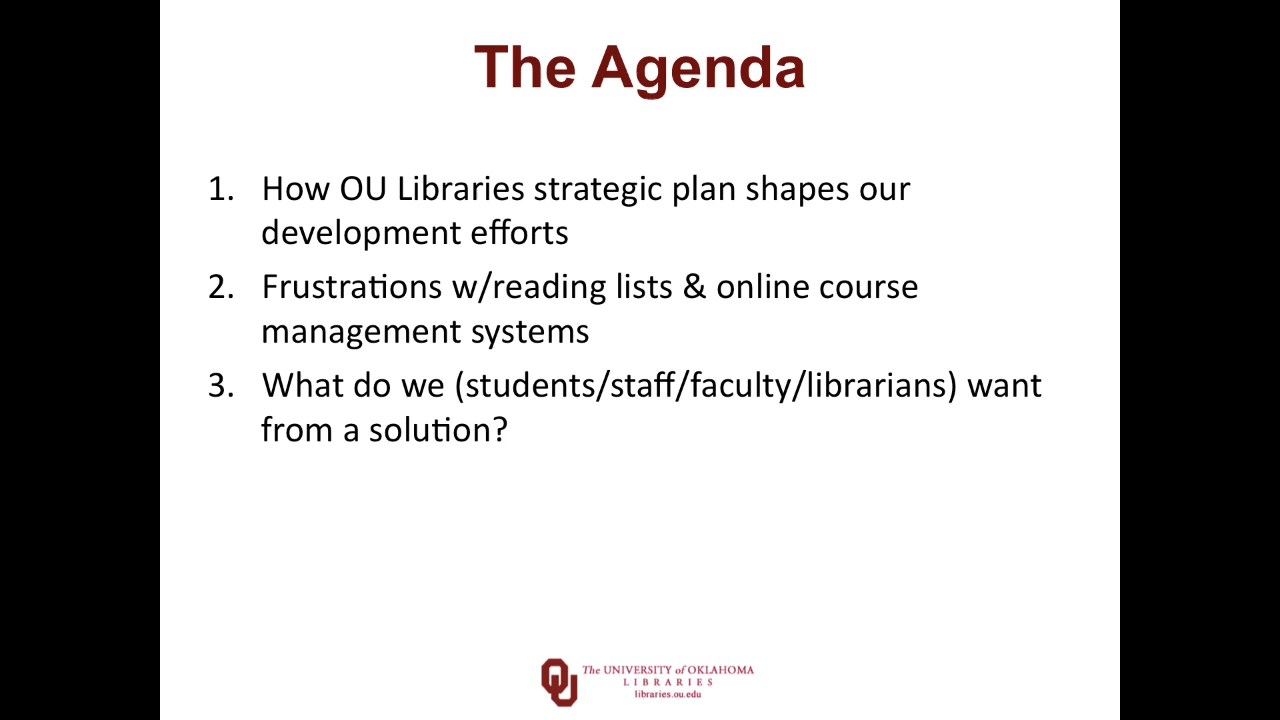 The Agenda
1. How OU Libraries strategic plan shapes our
development efforts
2. Frustrations w/reading lists & online course
management systems
3. What do we (students/staff/faculty/librarians) want
from a solution?
OU
The UNIVERSITY of OKLAHOMA
LIBRARIES
libraries.ou.edu